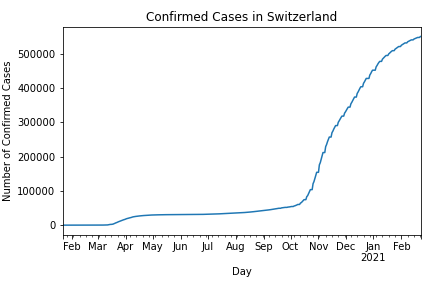 Confirmed Cases in Switzerland
Number of Confirmed Cases
500000
400000
300000
200000
100000
0
Feb Mar Apr May Jun Jul Aug Sep Oct Nov Dec Jan Feb
2021
Day